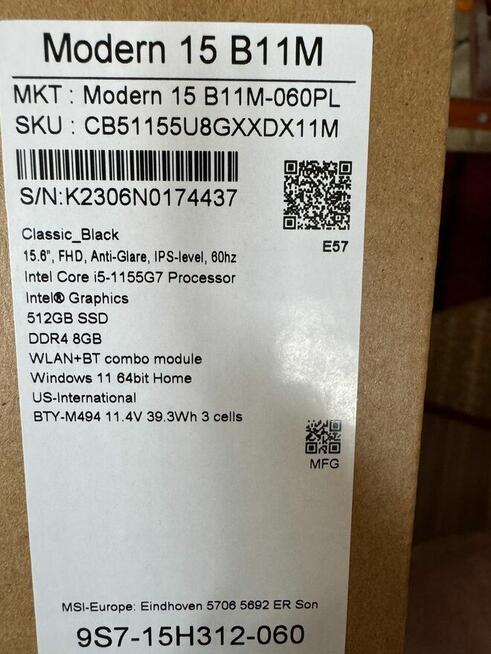 Modern 15 B11M
MKT : Modern 15 B11M-060PL
SKU : CB51155U8GXXDX11M
S/N:K2306N0174437
E57
Classic_Black
15.6", FHD, Anti-Glare, IPS-level, 60hz
Intel Core i5-1155G7 Processor
Intel® Graphics
512GB SSD
DDR4 8GB
WLAN+BT combo module
Windows 11 64bit Home
US-International
BTY-M494 11.4V 39.3Wh 3 cells
MFG
MSI-Europe: Eindhoven 5706 5692 ER Son
9S7-15H312-060